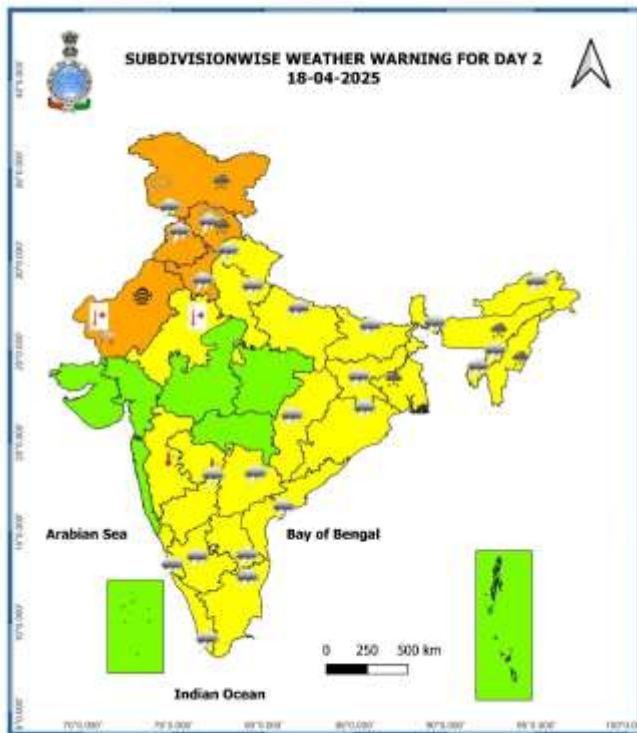 SUBDIVISIONWISE WEATHER WARNING FOR DAY 2
18-04-2025
Arabian Sea
Bay of Bengal
0 250 500 km
Indian Ocean